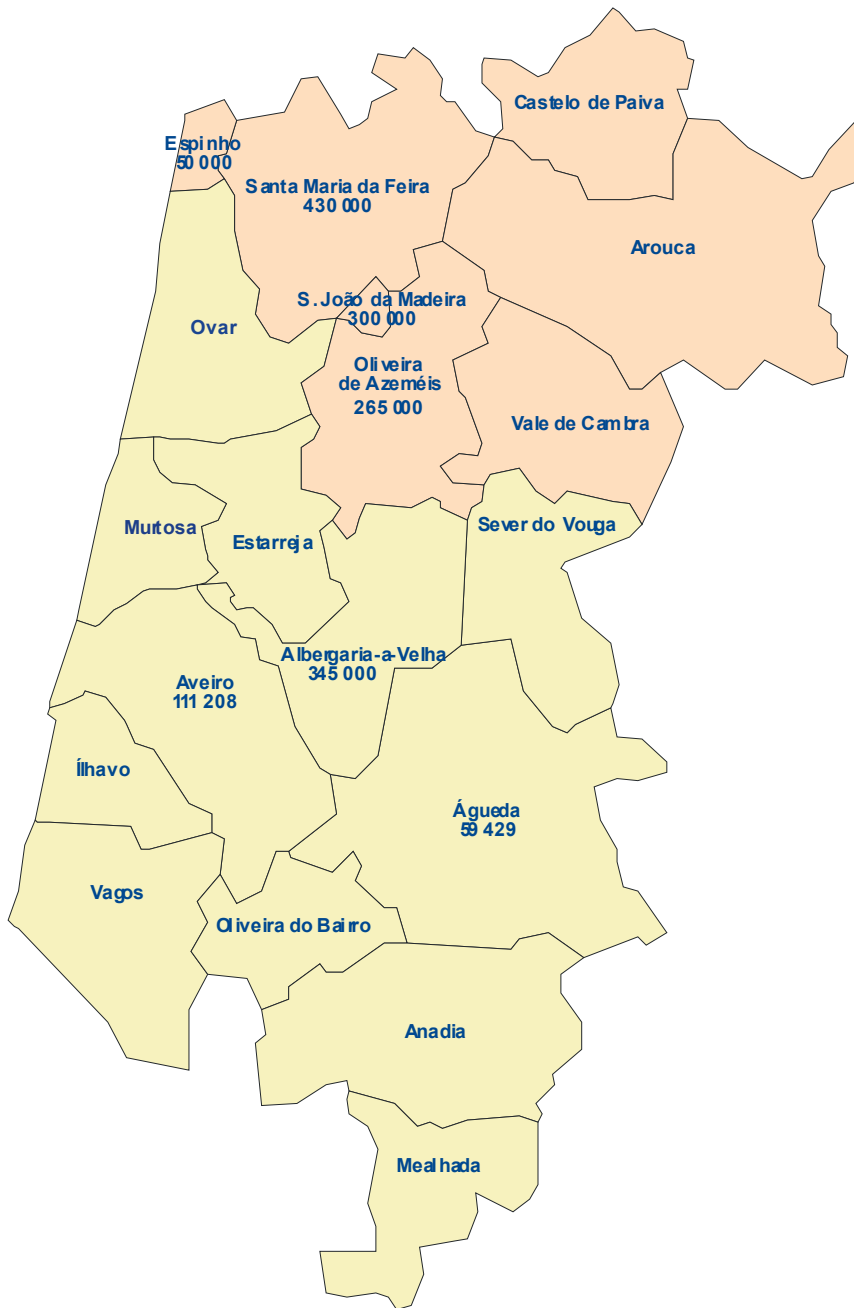 Castelo de Paiva
Espinho
50 000
Santa Maria da Feira
430 000
Arouca
S. João da Madeira
300 000
Ovar
Oliveira
de Azeméis
265 000
Vale de Cambra
Murtosa
Estarreja
Sever do Vouga
Albergaria-a-Velha
345 000
Aveiro
111 208
Ílhavo
Águeda
59 429
Vagos
Oliveira do Bairro
Anadia
Mealhada